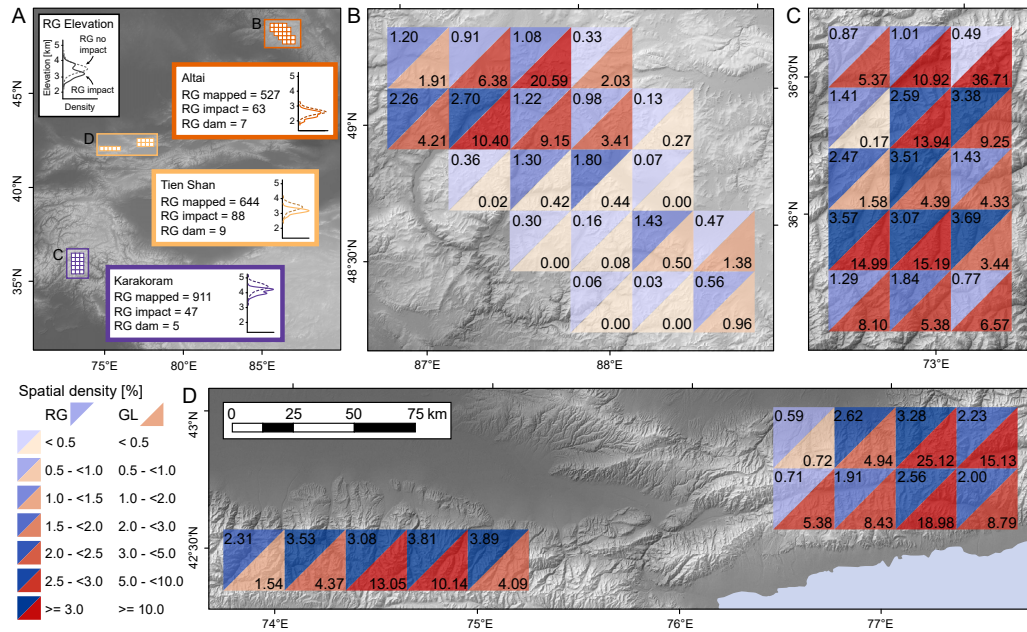 A
RG Elevation
RG no
impact
Elevation [km]
5
4
3
2
RG impact
Density
B
Altai
RG mapped = 527
RG impact = 63
RG dam = 7
5
4
3
2
D
Tien Shan
RG mapped = 644
RG impact = 88
RG dam = 9
5
4
3
2
C
Karakoram
RG mapped = 911
RG impact = 47
RG dam = 5
5
4
3
2
45°N
40°N
35°N
75°E 80°E 85°E
B
1.20 0.91 1.08 0.33
1.91 6.38 20.59 2.03
2.26 2.70 1.22 0.98 0.13
4.21 10.40 9.15 3.41 0.27
0.36 1.30 1.80 0.07
0.02 0.42 0.44 0.00
0.30 0.16 1.43 0.47
0.00 0.08 0.50 1.38
0.06 0.03 0.56
0.00 0.00 0.96
49°N
48°30'N
87°E 88°E
C
0.87 1.01 0.49
5.37 10.92 36.71
1.41 2.59 3.38
0.17 13.94 9.25
2.47 3.51 1.43
1.58 4.39 4.33
3.57 3.07 3.69
14.99 15.19 3.44
1.29 1.84 0.77
8.10 5.38 6.57
36°30'N
36°N
73°E
Spatial density [%]
RG GL
< 0.5 < 0.5
0.5 - <1.0 0.5 - <1.0
1.0 - <1.5 1.0 - <2.0
1.5 - <2.0 2.0 - <3.0
2.0 - <2.5 3.0 - <5.0
2.5 - <3.0 5.0 - <10.0
>= 3.0 >= 10.0
D
0 25 50 75 km
0.59 2.62 3.28 2.23
0.72 4.94 25.12 15.13
0.71 1.91 2.56 2.00
5.38 8.43 18.98 8.79
2.31 3.53 3.08 3.81 3.89
1.54 4.37 13.05 10.14 4.09
43°N
42°30'N
74°E 75°E 76°E 77°E